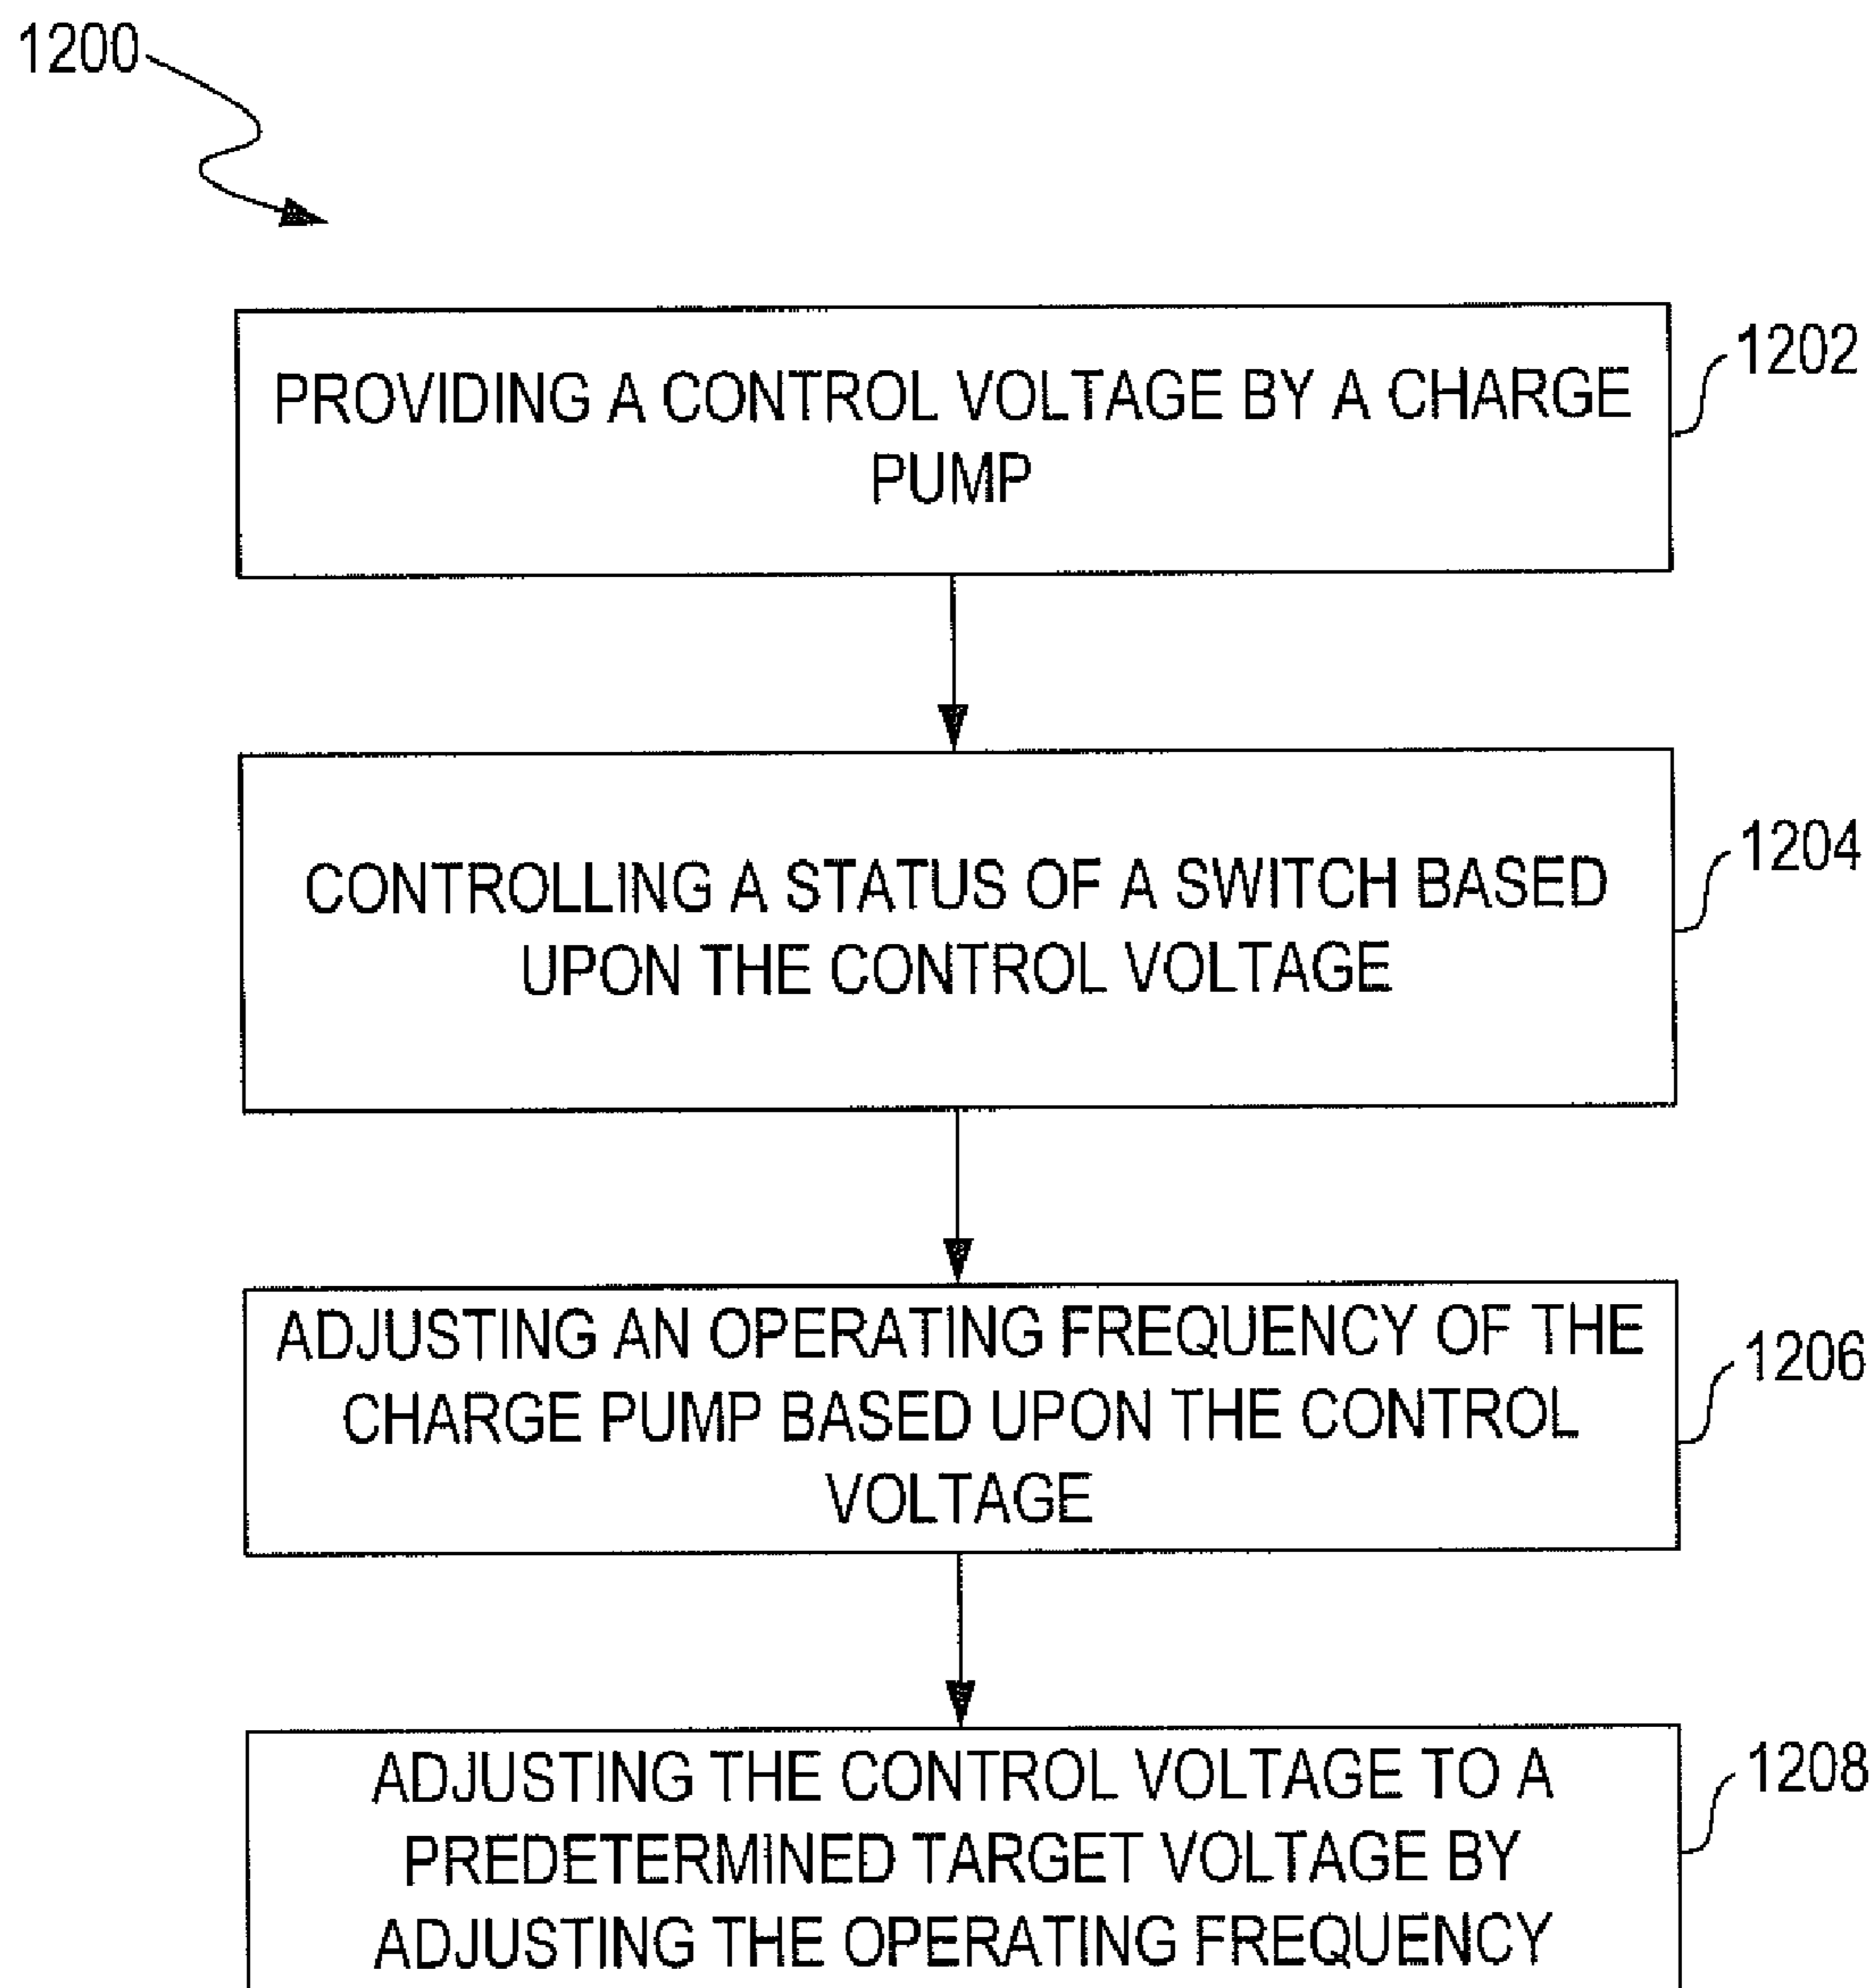 1200
PROVIDING A CONTROL VOLTAGE BY A CHARGE
PUMP
1202
CONTROLLING A STATUS OF A SWITCH BASED
UPON THE CONTROL VOLTAGE
1204
ADJUSTING AN OPERATING FREQUENCY OF THE
CHARGE PUMP BASED UPON THE CONTROL
VOLTAGE
1206
ADJUSTING THE CONTROL VOLTAGE TO A
PREDETERMINED TARGET VOLTAGE BY
ADJUSTING THE OPERATING FREQUENCY
1208